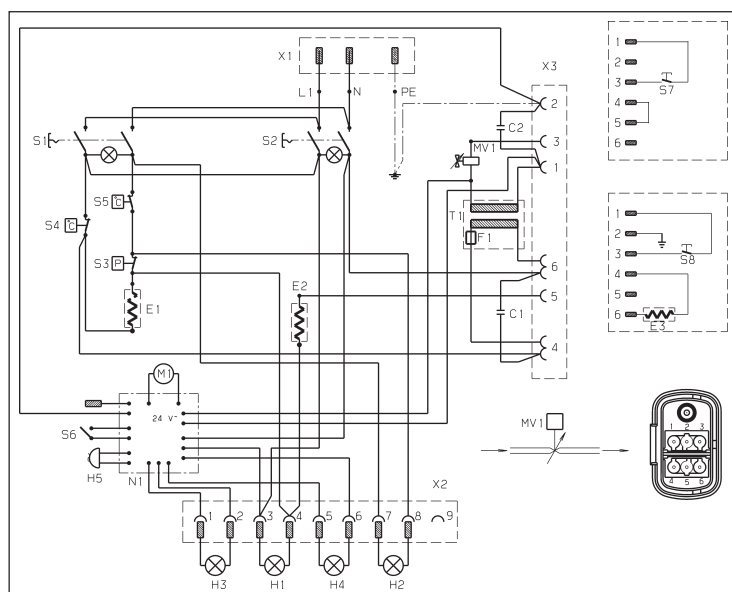 X1
L1
N
PE
X3
2
3
1
6
5
4
C2
MV1
T1
F1
C1
S1
S2
S5
°C
S4
°C
S3
P
E1
E2
M1
24 V~
S6
H5
N1
X2
1
2
3
4
5
6
7
8
9
H3
H1
H4
H2
1
2
3
4
5
6
S7
1
2
3
4
5
6
S8
E3
MV1
1 2 3
4 5 6